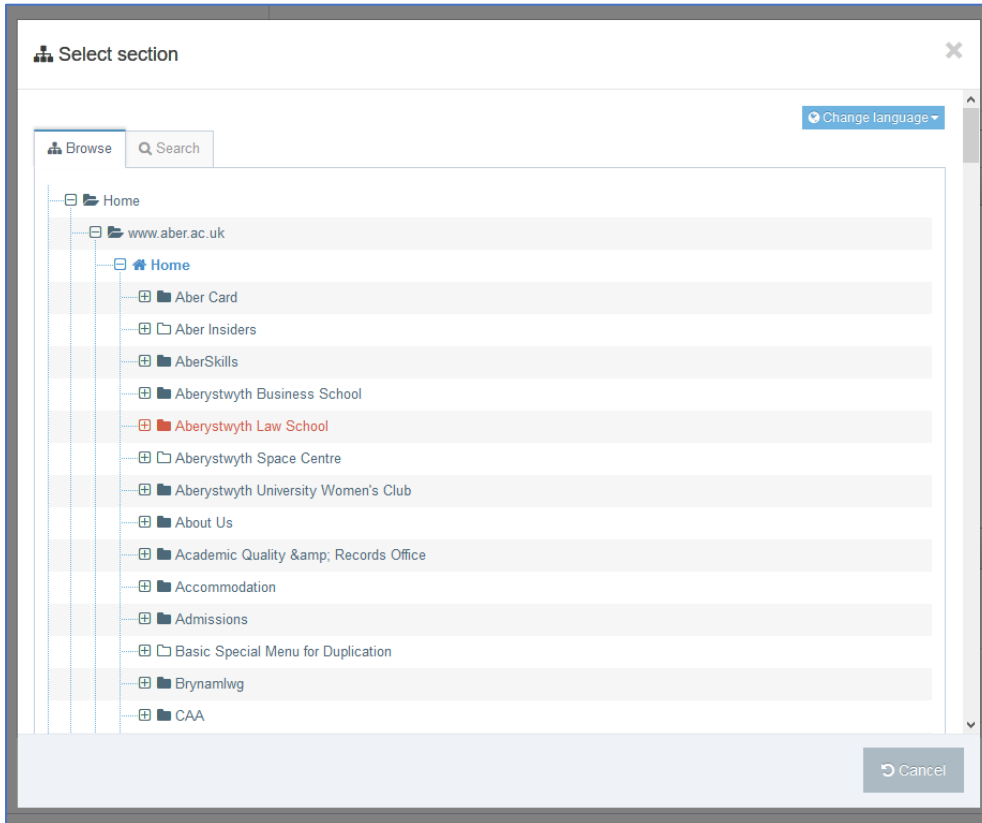 Select section
Change language
Browse
Search
Home
www.aber.ac.uk
Home
Aber Card
Aber Insiders
AberSkills
Aberystwyth Business School
Aberystwyth Law School
Aberystwyth Space Centre
Aberystwyth University Women's Club
About Us
Academic Quality &amp; Records Office
Accommodation
Admissions
Basic Special Menu for Duplication
Brynamlwg
CAA
Cancel